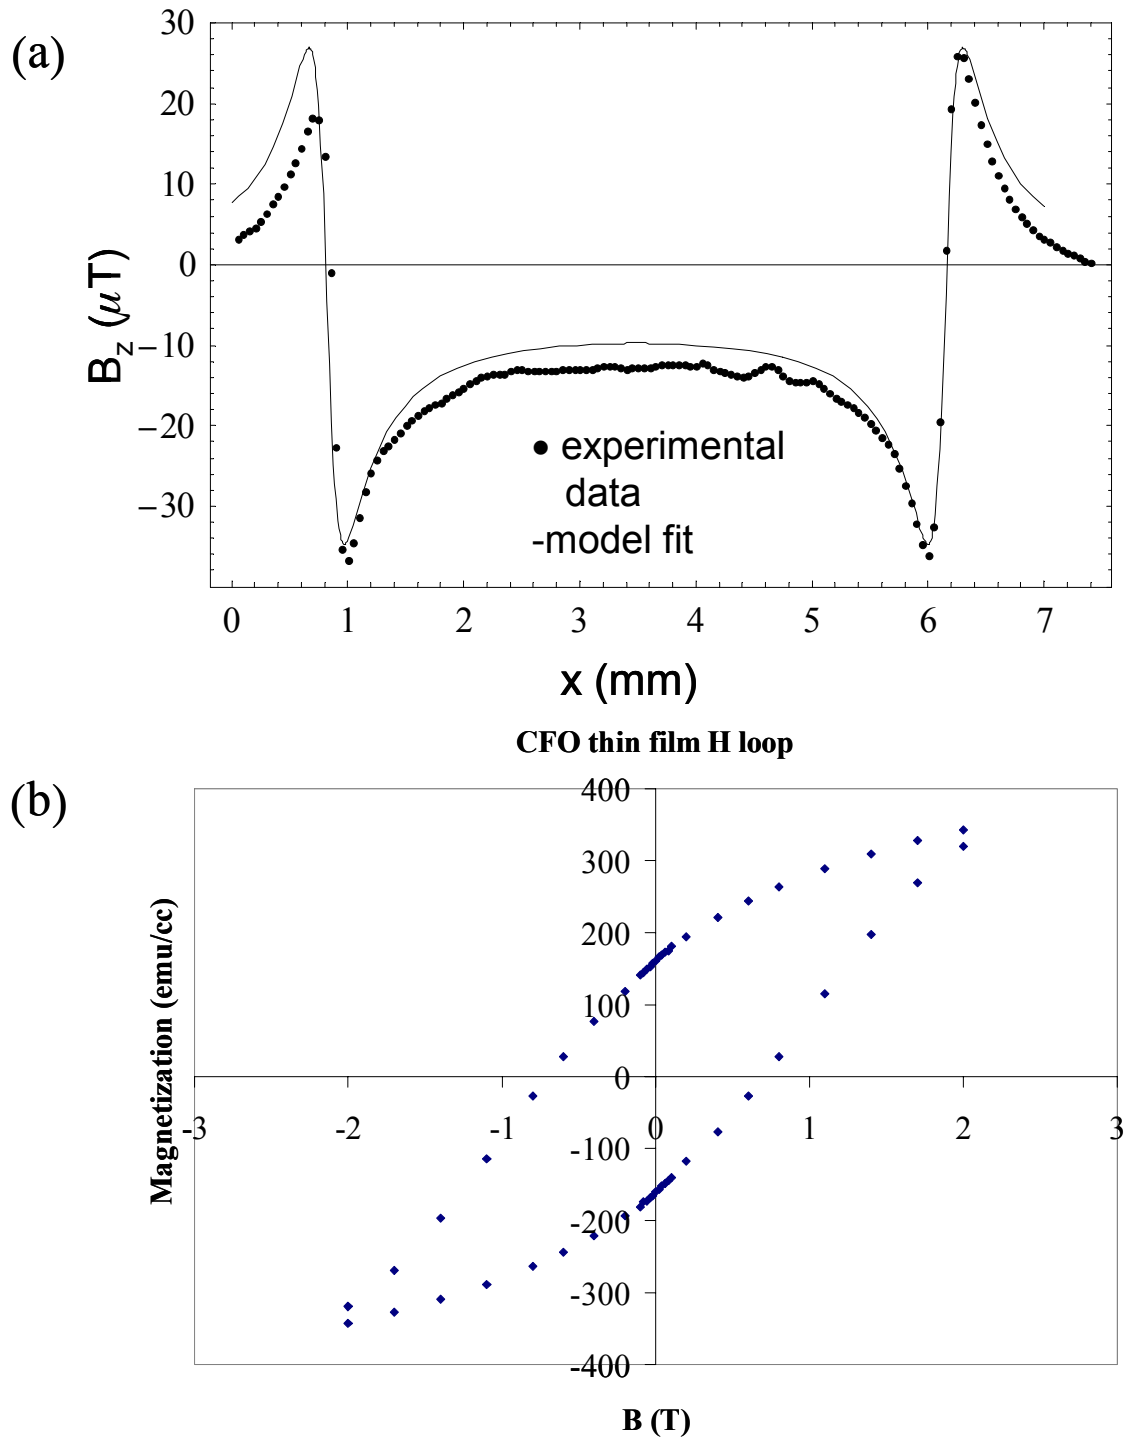 (a)
30
20
10
0
−10
−20
−30
B_z (μT)
• experimental
data
-model fit
0 1 2 3 4 5 6 7
x (mm)
CFO thin film H loop
(b)
400
300
200
100
0
-3 -2 -1 0 1 2 3
-100
-200
-300
-400
Magnetization (emu/cc)
B (T)